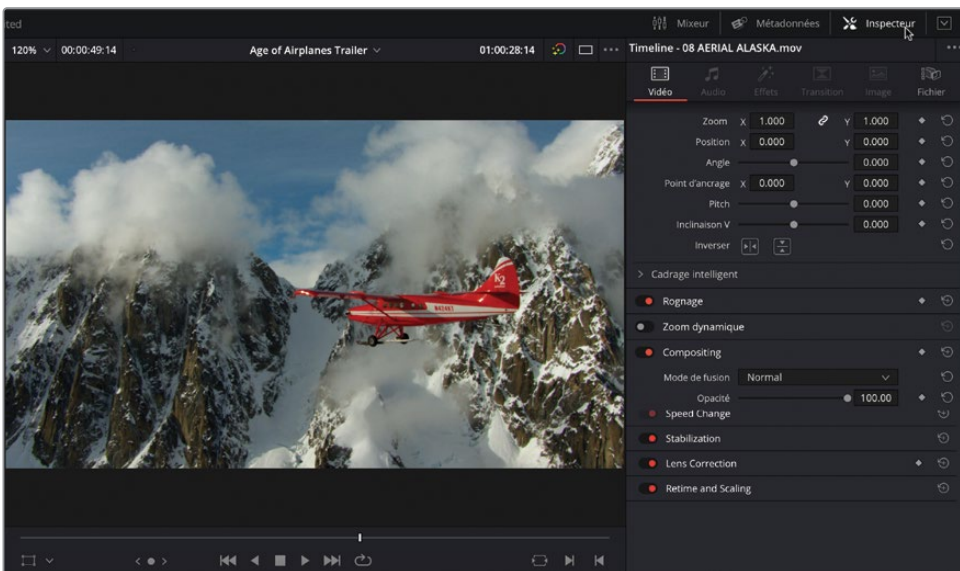 ted
Mixeur
Métadonnées
Inspecteur
120%
00:00:49:14
Age of Airplanes Trailer
01:00:28:14
Timeline - 08 AERIAL ALASKA.mov
Vidéo
Audio
Effets
Transition
Image
Fichier
Zoom X 1.000 Y 1.000
Position X 0.000 Y 0.000
Angle 0.000
Point d'ancrage X 0.000 Y 0.000
Pitch 0.000
Inclinaison V 0.000
Inverser
Cadrage intelligent
Rognage
Zoom dynamique
Compositing
Mode de fusion Normal
Opacité 100.00
Speed Change
Stabilization
Lens Correction
Retime and Scaling
K2